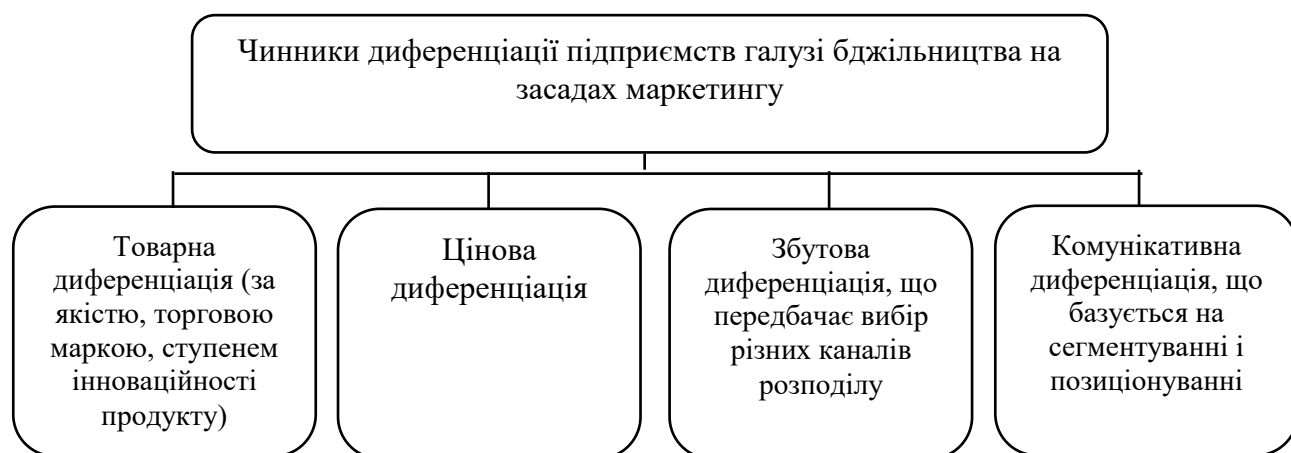 Чинники диференціації підприємств галузі бджільництва на
засадах маркетингу
Товарна
диференціація (за
якістю, торговою
маркою, ступенем
інноваційності
продукту)
Цінова
диференціація
Збутова
диференціація, що
передбачає вибір
різних каналів
розподілу
Комунікативна
диференціація, що
базується на
сегментуванні і
позиціонуванні